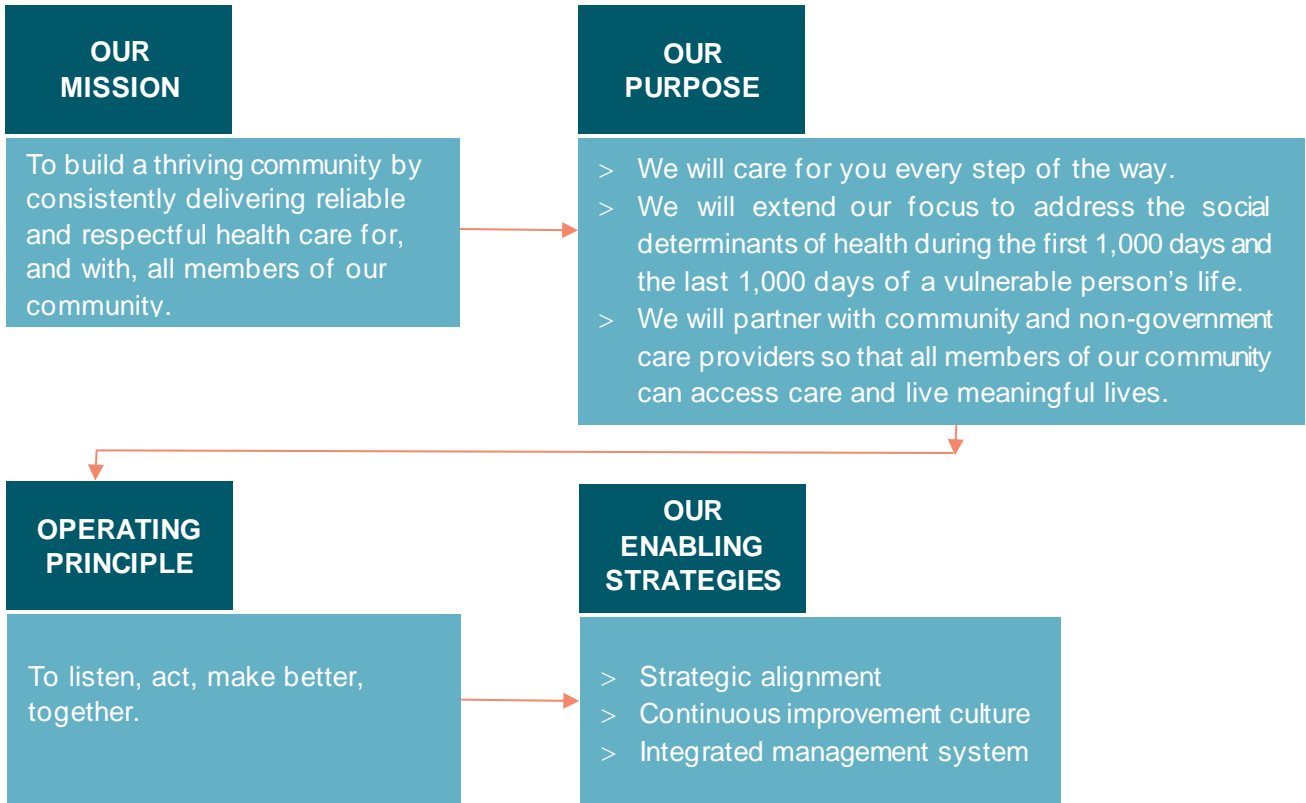 OUR
MISSION
To build a thriving community by
consistently delivering reliable
and respectful health care for,
and with, all members of our
community.
OUR
PURPOSE
> We will care for you every step of the way.
> We will extend our focus to address the social
determinants of health during the first 1,000 days and
the last 1,000 days of a vulnerable person's life.
> We will partner with community and non-government
care providers so that all members of our community
can access care and live meaningful lives.
OPERATING
PRINCIPLE
To listen, act, make better,
together.
OUR
ENABLING
STRATEGIES
> Strategic alignment
> Continuous improvement culture
> Integrated management system